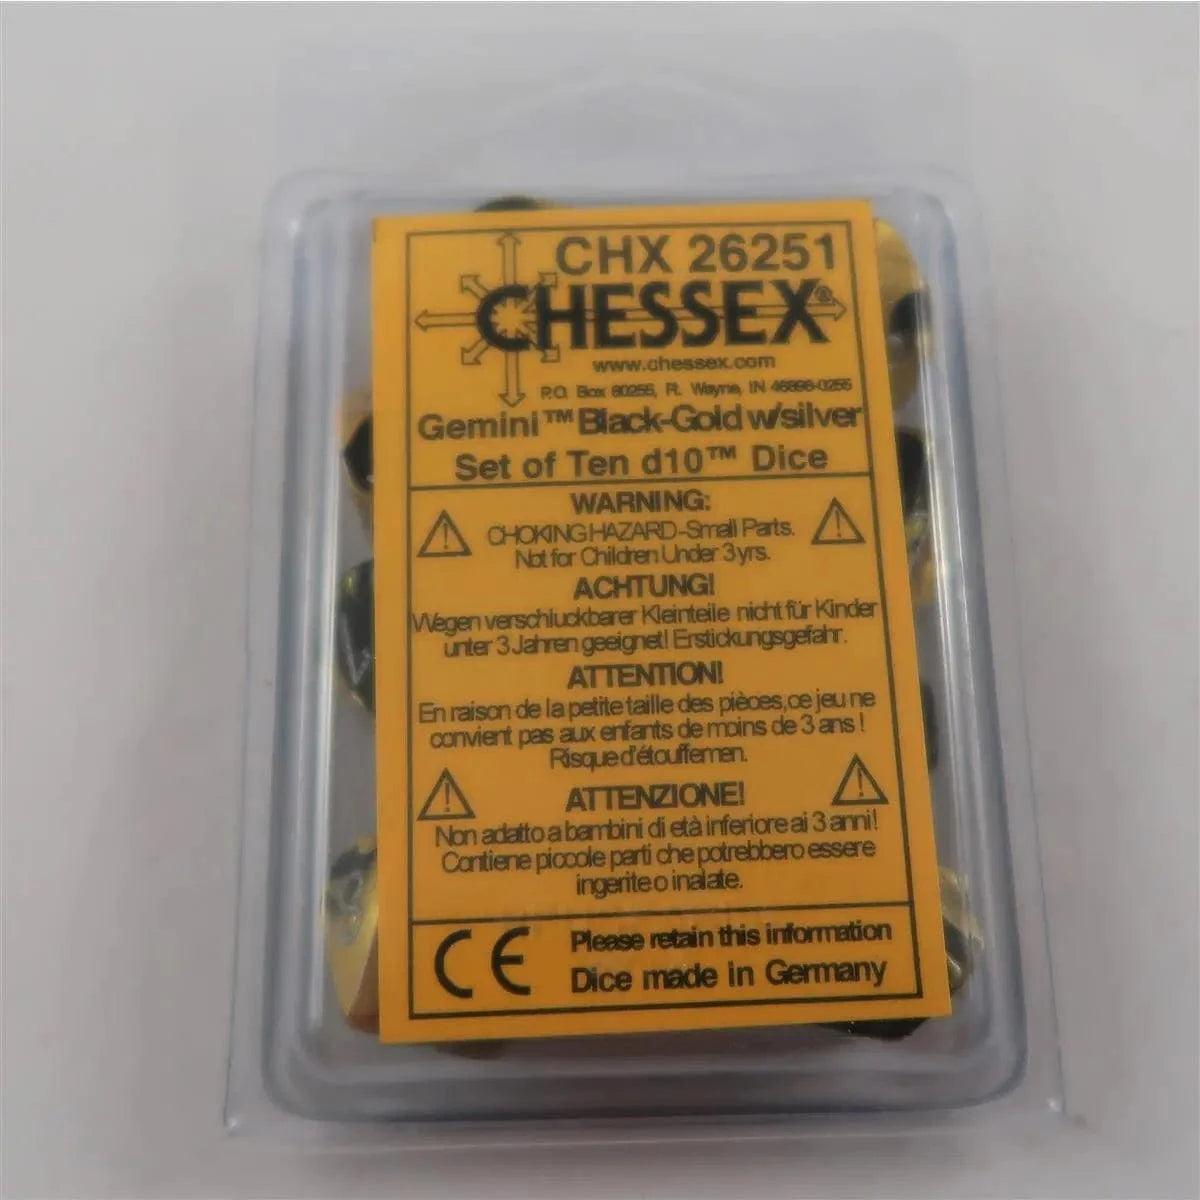 CHX 26251
CHESSEX®
www.chessex.com
P.O. Box 80255, Ft. Wayne, IN 46898-0255
Gemini™ Black-Gold w/silver
Set of Ten d10™ Dice
WARNING:
CHOKING HAZARD-Small Parts.
Not for Children Under 3 yrs.
ACHTUNG!
Wegen verschluckbarer Kleinteile nicht für Kinder
unter 3 Jahren geeignet! Erstickungsgefahr.
ATTENTION!
En raison de la petite taille des pièces, ce jeu ne
convient pas aux enfants de moins de 3 ans !
Risque d'étouffemen.
ATTENZIONE!
Non adatto a bambini di età inferiore ai 3 anni!
Contiene piccole parti che potrebbero essere
ingerite o inalate.
CE
Please retain this information
Dice made in Germany